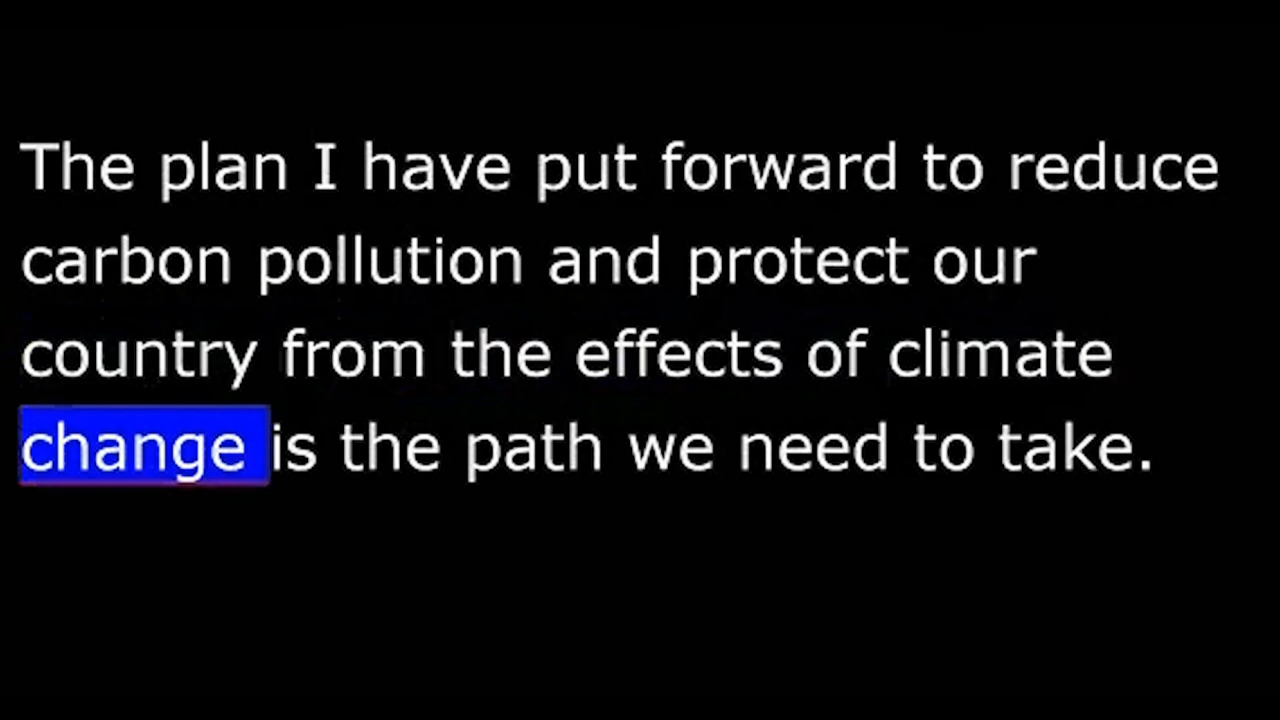 The plan I have put forward to reduce
carbon pollution and protect our
country from the effects of climate
change is the path we need to take.